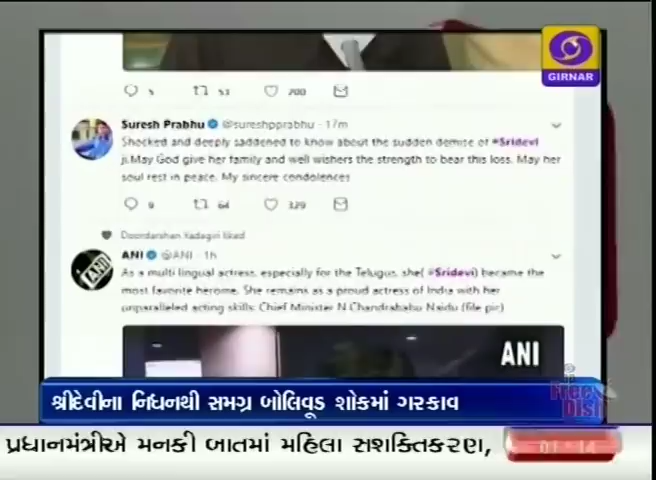 GIRNAR
5 53 200
Suresh Prabhu @sureshpprabhu · 17m
Shocked and deeply saddened to know about the sudden demise of #Sridevi
ji.May God give her family and well wishers the strength to bear this loss. May her
soul rest in peace. My sincere condolences
9 64 329
Doordarshan Yadagiri liked
ANI @ANI · 1h
As a multi lingual actress, especially for the Telugus, she( #Sridevi) became the
most favorite heroine. She remains as a proud actress of India with her
unparalleled acting skills: Chief Minister N Chandrababu Naidu (file pic)
ANI
શ્રીદેવીના નિધનથી સમગ્ર બોલિવૂડ શોકમાં ગરકાવ
Free Dish
પ્રધાનમંત્રીએ મનકી બાતમાં મહિલા સશક્તિકરણ,
01:14